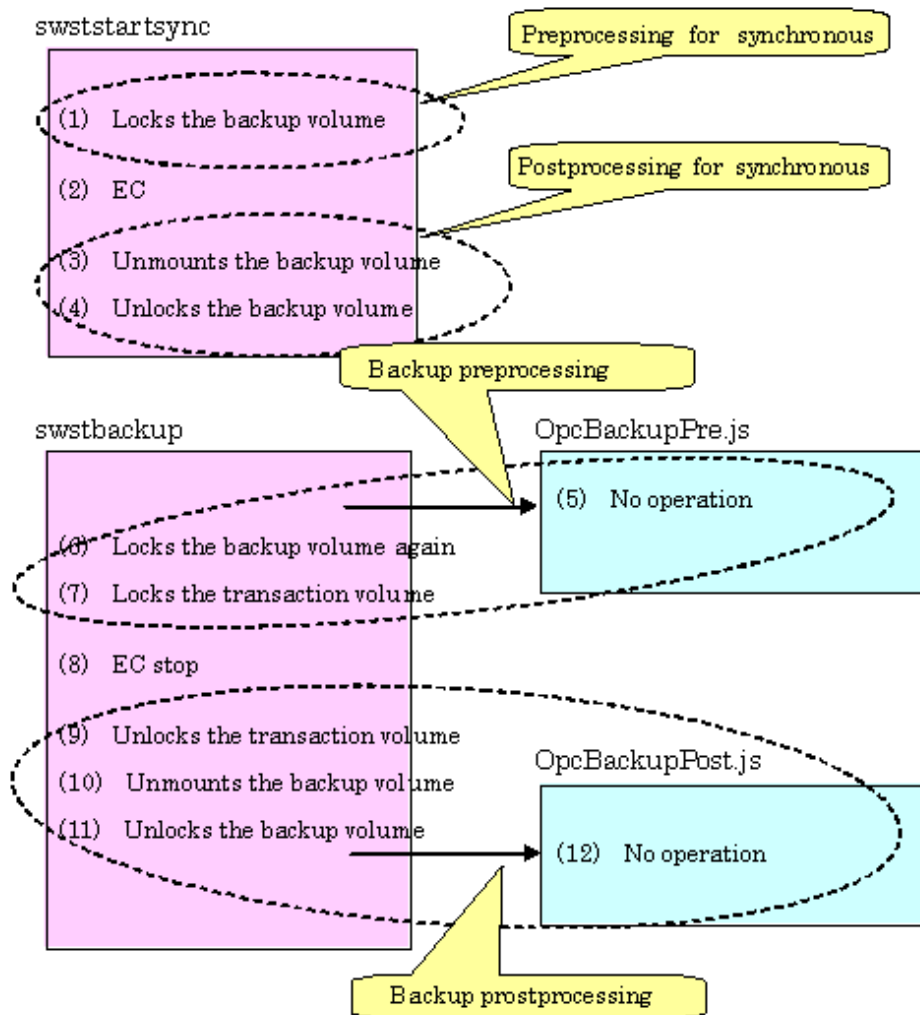 swststartsync
Preprocessing for synchronous
(1) Locks the backup volume
(2) EC
Postprocessing for synchronous
(3) Unmounts the backup volume
(4) Unlocks the backup volume
Backup preprocessing
swstbackup
OpcBackupPre.js
(5) No operation
(6) Locks the backup volume again
(7) Locks the transaction volume
(8) EC stop
(9) Unlocks the transaction volume
(10) Unmounts the backup volume
(11) Unlocks the backup volume
OpcBackupPost.js
(12) No operation
Backup prostprocessing